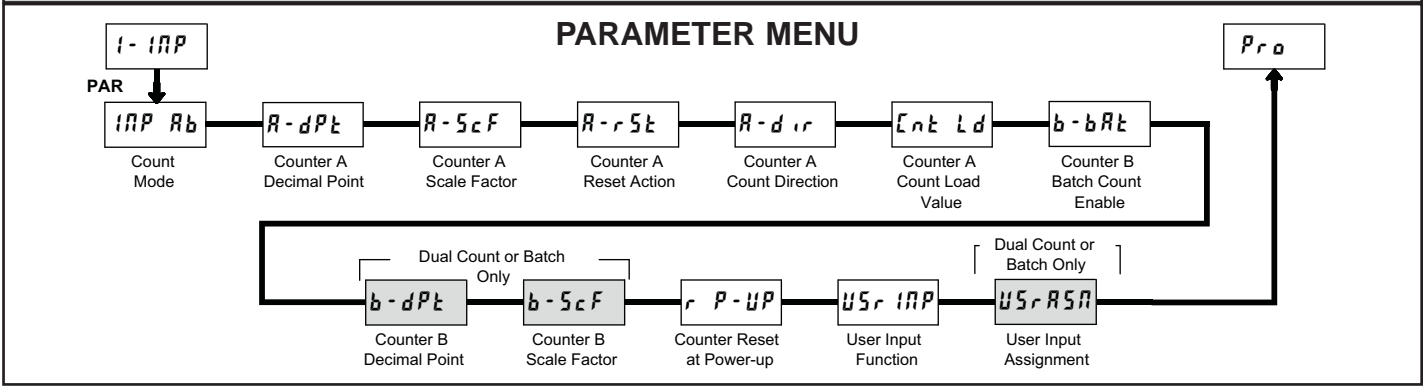 PARAMETER MENU
1-INP
Pro
PAR
INP Ab
A-dPt
A-ScF
A-rSt
A-dir
Cnt Ld
b-bAt
Count
Mode
Counter A
Decimal Point
Counter A
Scale Factor
Counter A
Reset Action
Counter A
Count Direction
Counter A
Count Load
Value
Counter B
Batch Count
Enable
Dual Count or Batch
Only
Dual Count or
Batch Only
b-dPt
b-ScF
r P-UP
USrINP
USrASN
Counter B
Decimal Point
Counter B
Scale Factor
Counter Reset
at Power-up
User Input
Function
User Input
Assignment